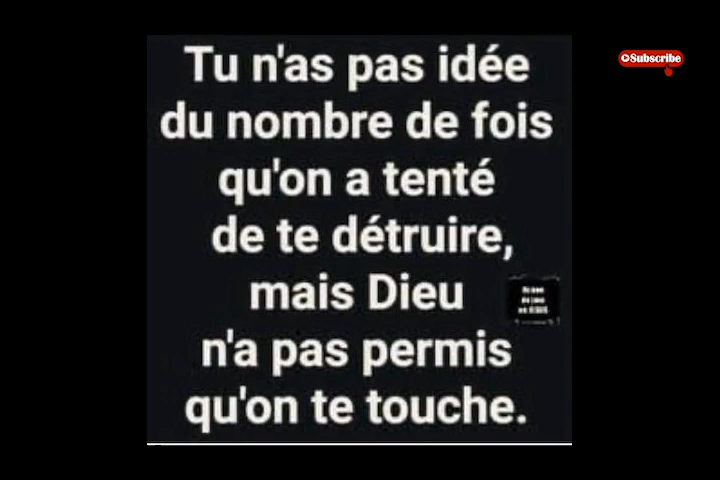 Tu n'as pas idée
du nombre de fois
qu'on a tenté
de te détruire,
mais Dieu
n'a pas permis
qu'on te touche.
Subscribe